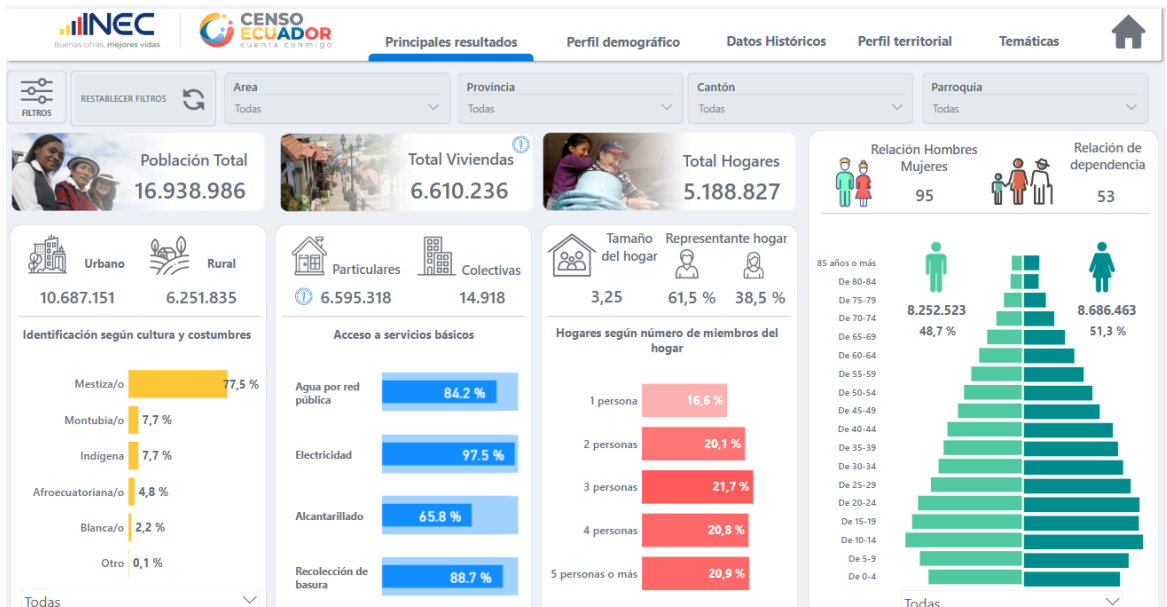 INEC
Buenas cifras, mejores vidas
CENSO
ECUADOR
cuenta conmigo
Principales resultados
Perfil demográfico
Datos Históricos
Perfil territorial
Temáticas
FILTROS
RESTABLECER FILTROS
Area
Todas
Provincia
Todas
Cantón
Todas
Parroquia
Todas
Población Total
16.938.986
Total Viviendas
6.610.236
Total Hogares
5.188.827
Relación Hombres
Mujeres
95
Relación de
dependencia
53
Urbano
10.687.151
Rural
6.251.835
Identificación según cultura y costumbres
Mestiza/o 77,5 %
Montubia/o 7,7 %
Indígena 7,7 %
Afroecuatoriana/o 4,8 %
Blanca/o 2,2 %
Otro 0,1 %
Todas
Particulares
6.595.318
Colectivas
14.918
Acceso a servicios básicos
Agua por red
pública
84.2 %
Electricidad 97.5 %
Alcantarillado 65.8 %
Recolección de
basura
88.7 %
Tamaño
del hogar
3,25
Representante hogar
61,5 % 38,5 %
Hogares según número de miembros del
hogar
1 persona 16,6 %
2 personas 20,1 %
3 personas 21,7 %
4 personas 20,8 %
5 personas o más 20,9 %
8.252.523
48,7 %
8.686.463
51,3 %
85 años o más
De 80-84
De 75-79
De 70-74
De 65-69
De 60-64
De 55-59
De 50-54
De 45-49
De 40-44
De 35-39
De 30-34
De 25-29
De 20-24
De 15-19
De 10-14
De 5-9
De 0-4
Todas